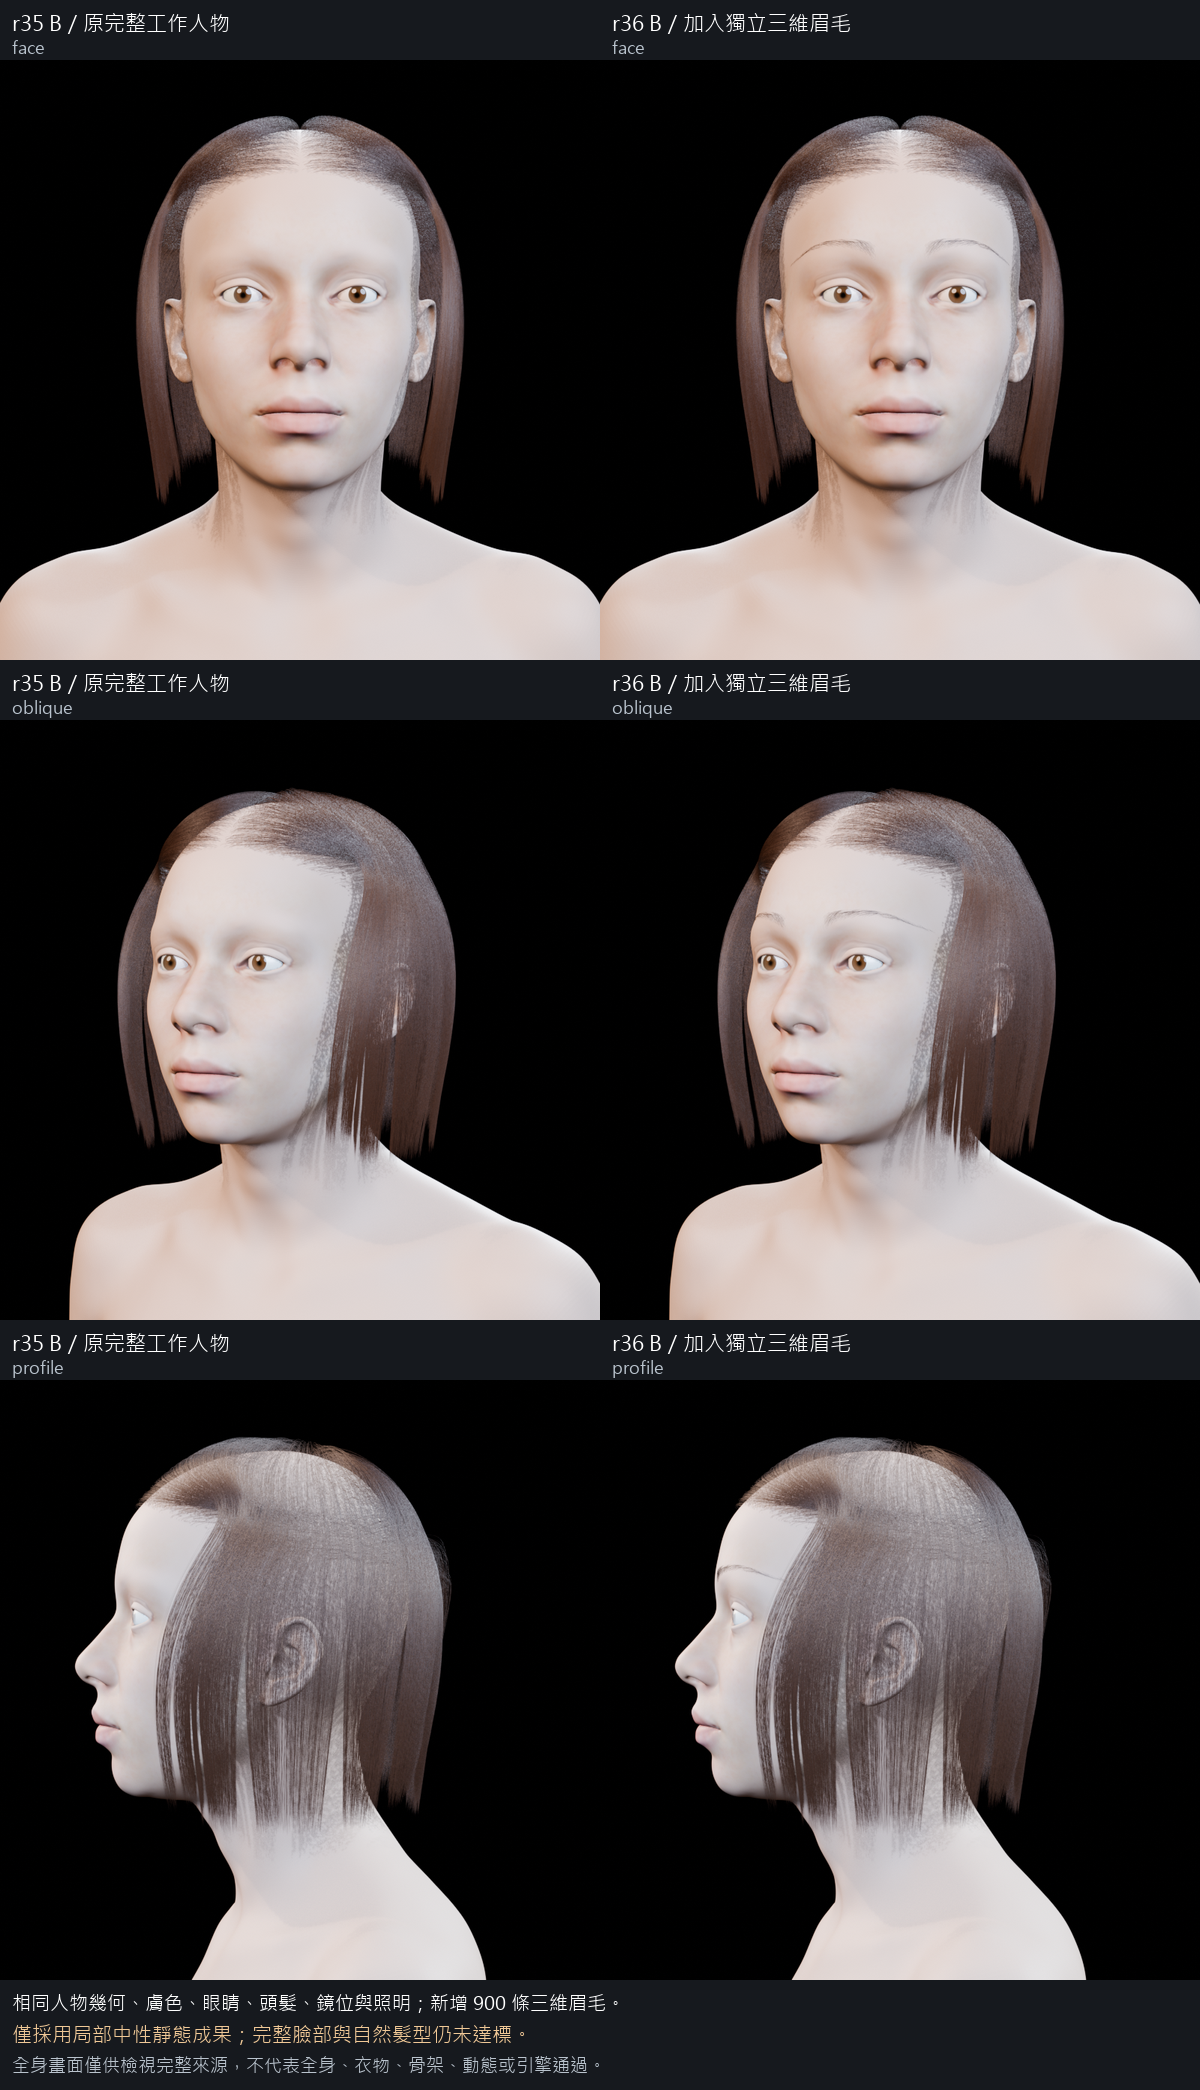 r35 B / 原完整工作人物
face
r36 B / 加入獨立三維眉毛
face
r35 B / 原完整工作人物
oblique
r36 B / 加入獨立三維眉毛
oblique
r35 B / 原完整工作人物
profile
r36 B / 加入獨立三維眉毛
profile
相同人物幾何、膚色、眼睛、頭髮、鏡位與照明；新增 900 條三維眉毛。
僅採用局部中性靜態成果；完整臉部與自然髮型仍未達標。
全身畫面僅供檢視完整來源，不代表全身、衣物、骨架、動態或引擎通過。